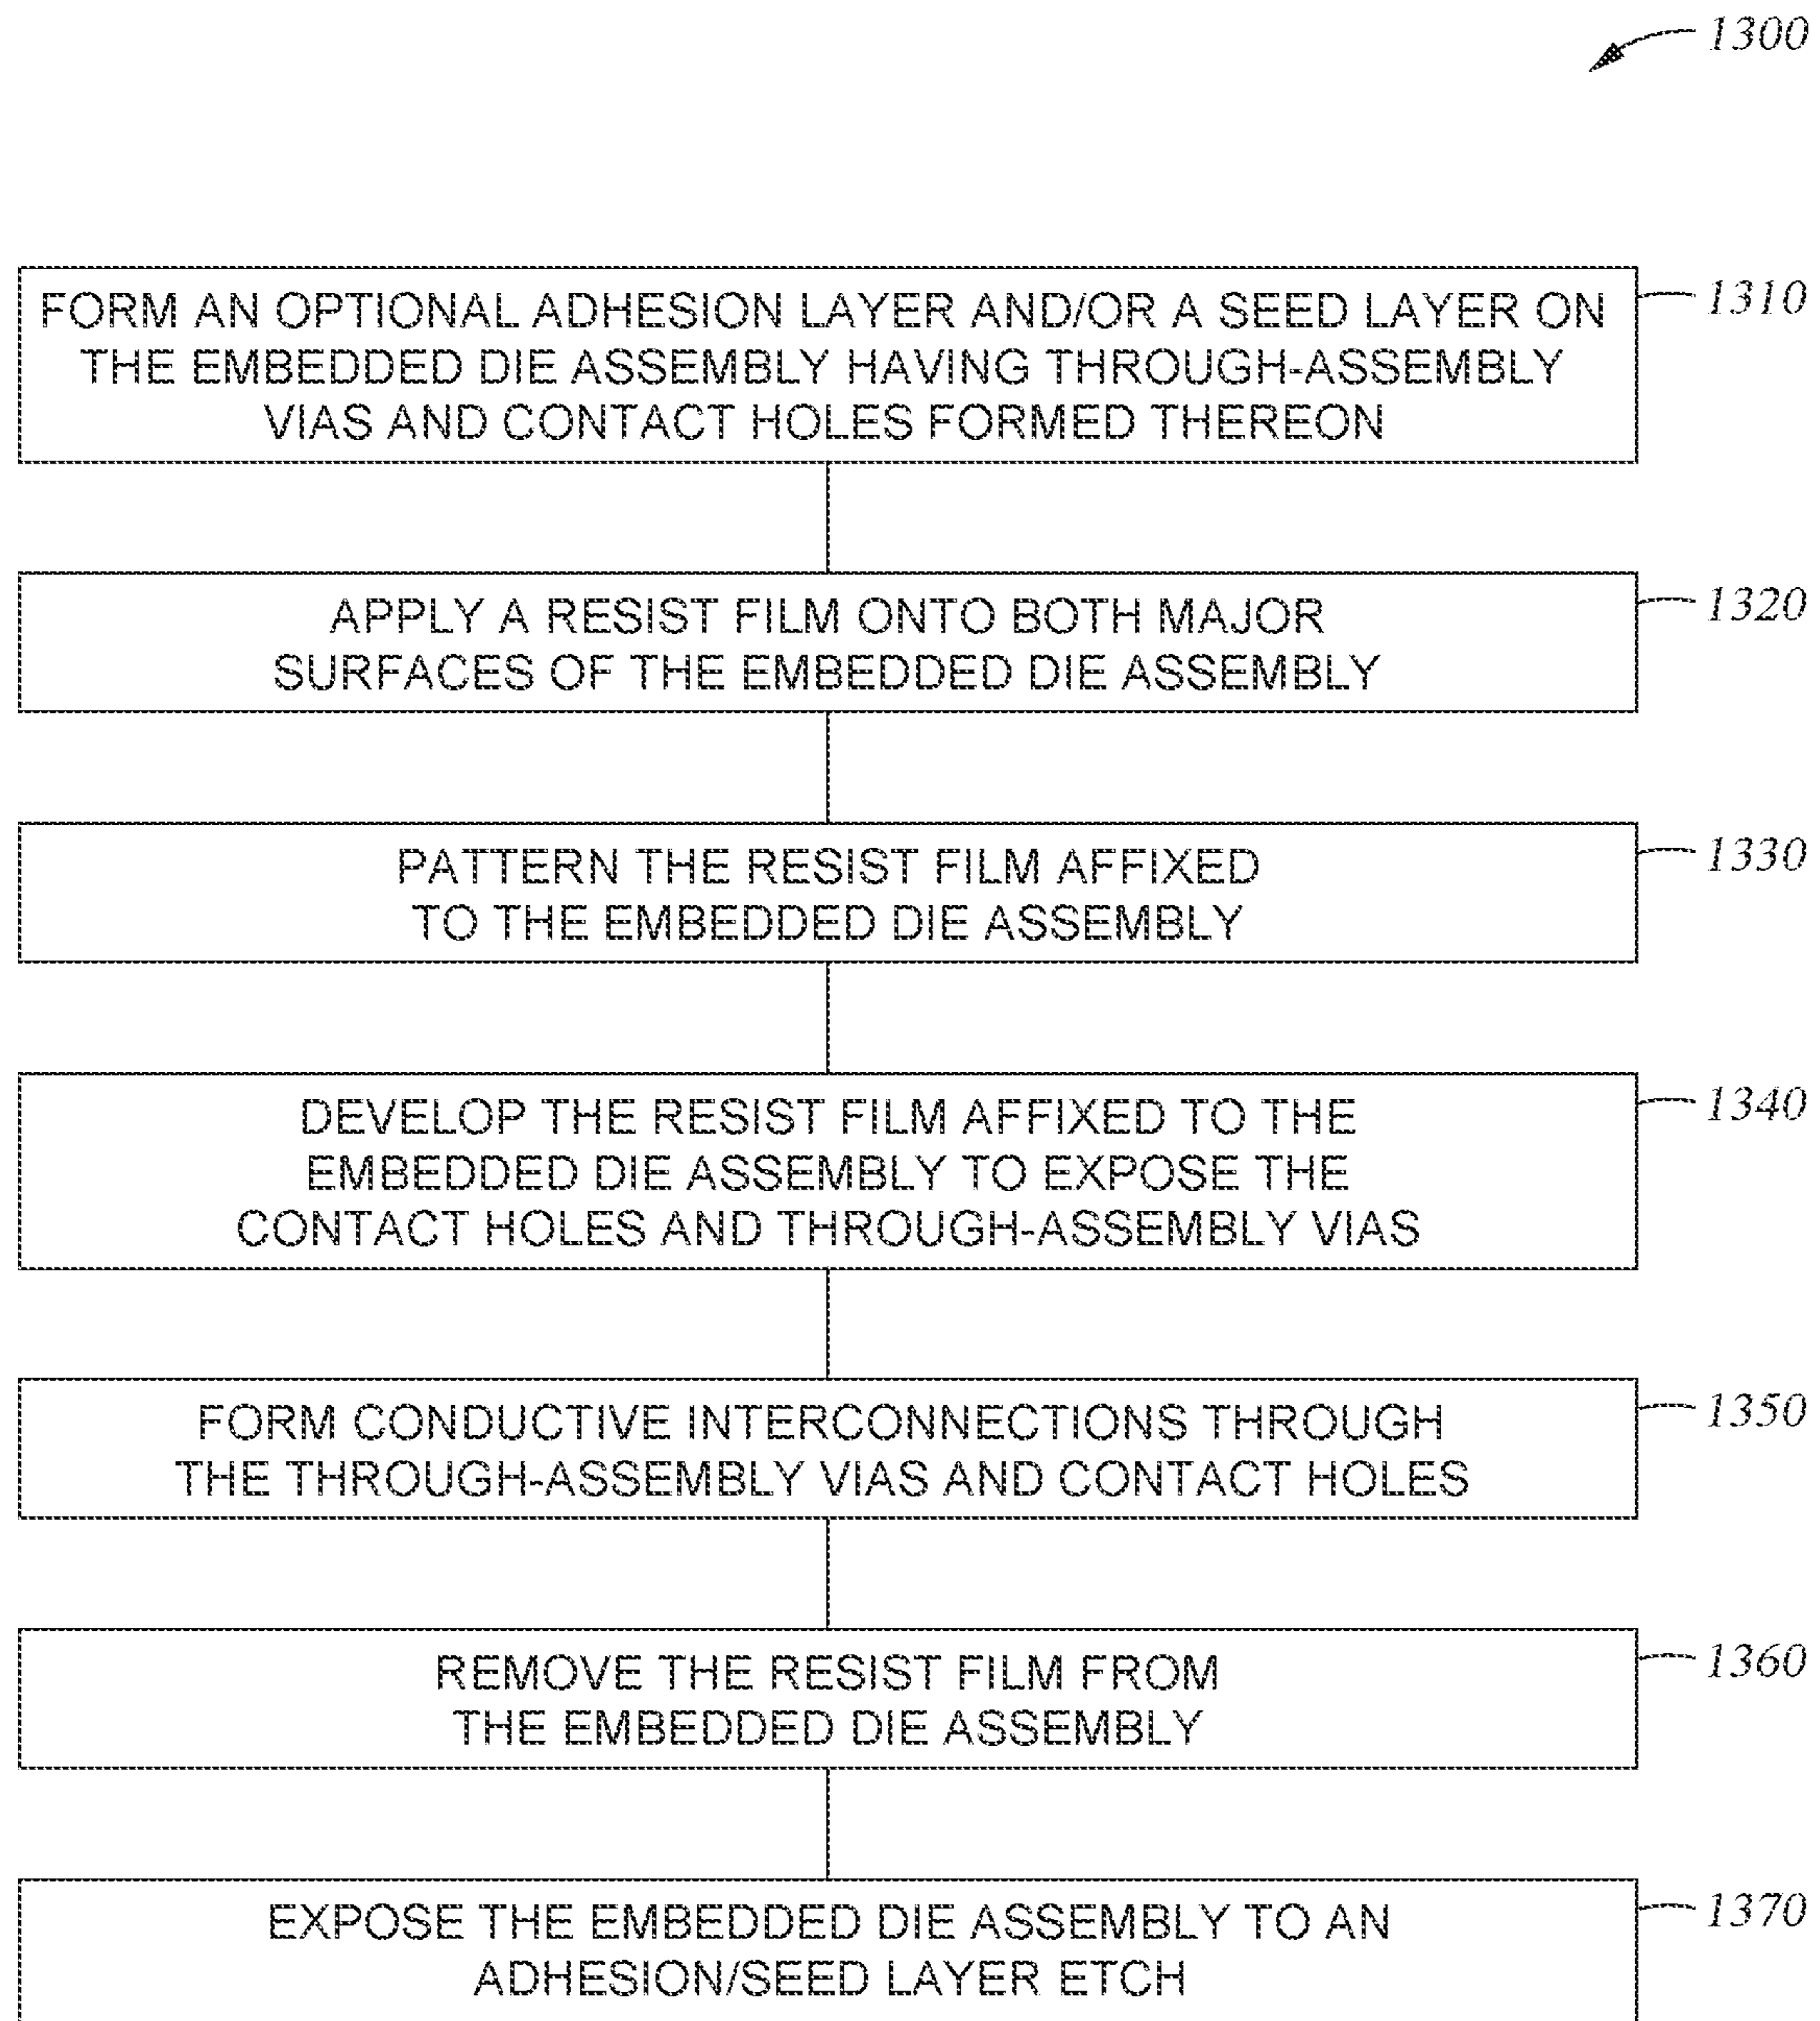 1300
FORM AN OPTIONAL ADHESION LAYER AND/OR A SEED LAYER ON
THE EMBEDDED DIE ASSEMBLY HAVING THROUGH-ASSEMBLY
VIAS AND CONTACT HOLES FORMED THEREON
1310
APPLY A RESIST FILM ONTO BOTH MAJOR
SURFACES OF THE EMBEDDED DIE ASSEMBLY
1320
PATTERN THE RESIST FILM AFFIXED
TO THE EMBEDDED DIE ASSEMBLY
1330
DEVELOP THE RESIST FILM AFFIXED TO THE
EMBEDDED DIE ASSEMBLY TO EXPOSE THE
CONTACT HOLES AND THROUGH-ASSEMBLY VIAS
1340
FORM CONDUCTIVE INTERCONNECTIONS THROUGH
THE THROUGH-ASSEMBLY VIAS AND CONTACT HOLES
1350
REMOVE THE RESIST FILM FROM
THE EMBEDDED DIE ASSEMBLY
1360
EXPOSE THE EMBEDDED DIE ASSEMBLY TO AN
ADHESION/SEED LAYER ETCH
1370